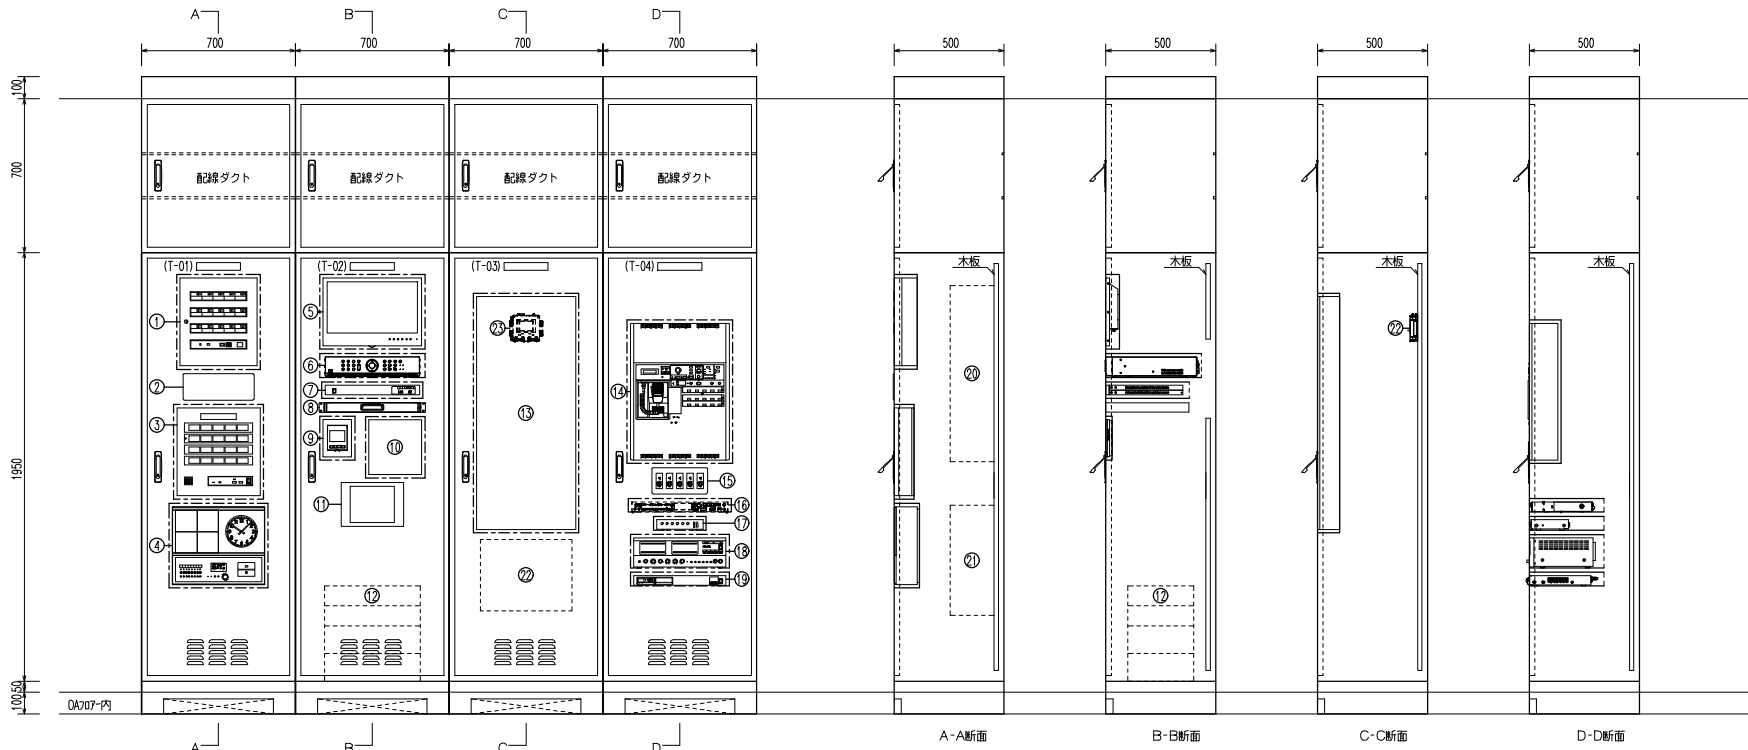 A B C D
700 700 700 700 500 500 500 500
100
700
配線ダクト 配線ダクト 配線ダクト 配線ダクト
(T-01) (T-02) (T-03) (T-04)
木板 木板 木板 木板
① ⑤ ㉓ ㉒
⑥ ⑳
② ⑦ ⑭
⑧ ⑬
③ ⑨ ⑩
1950
⑮
⑪ ⑯
⑰
④ ⑱ ㉑
㉒ ⑲
⑫ ⑫
50
100
OAフロアー内
A B C D
A-A断面 B-B断面 C-C断面 D-D断面